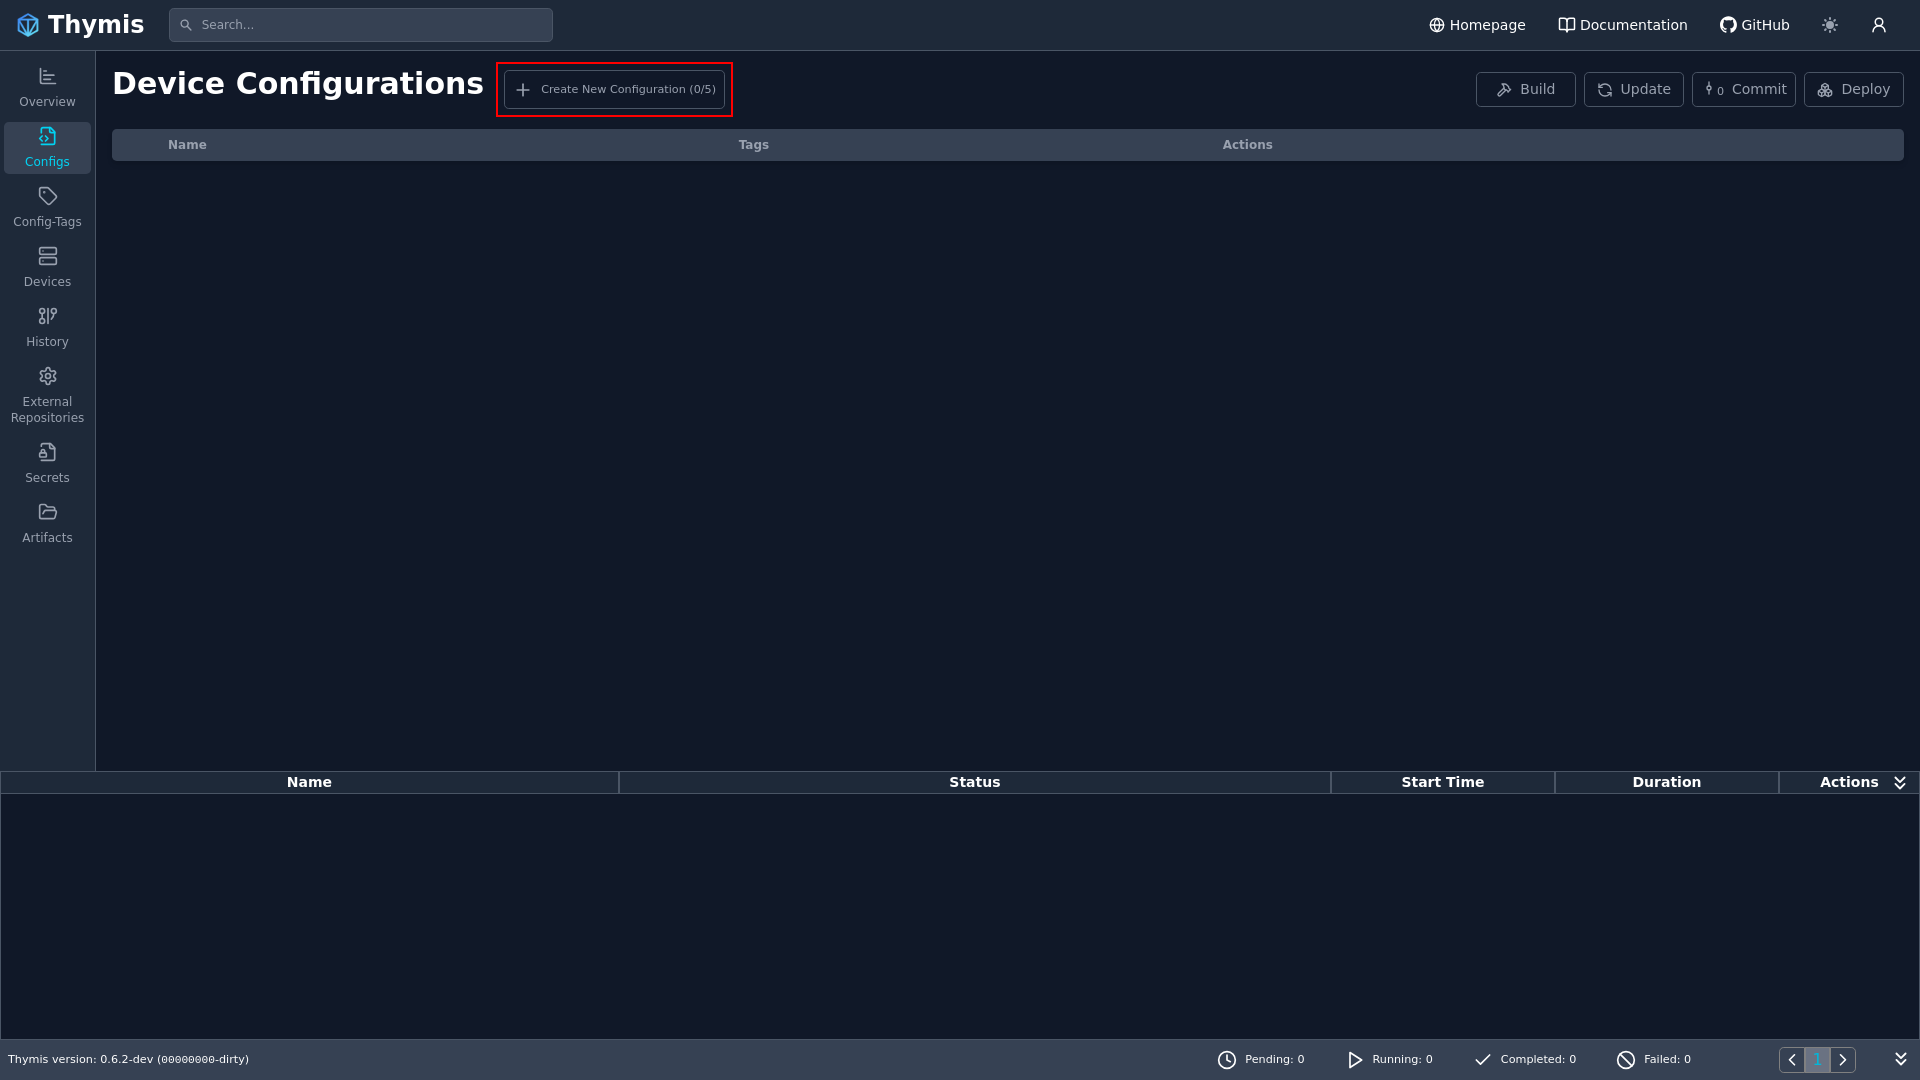 Thymis
Search...
Homepage
Documentation
GitHub
Overview
Configs
Config-Tags
Devices
History
External
Repositories
Secrets
Artifacts
Device Configurations
Create New Configuration (0/5)
Build
Update
0 Commit
Deploy
Name Tags Actions
Name Status Start Time Duration Actions
Thymis version: 0.6.2-dev (00000000-dirty)
Pending: 0
Running: 0
Completed: 0
Failed: 0
1